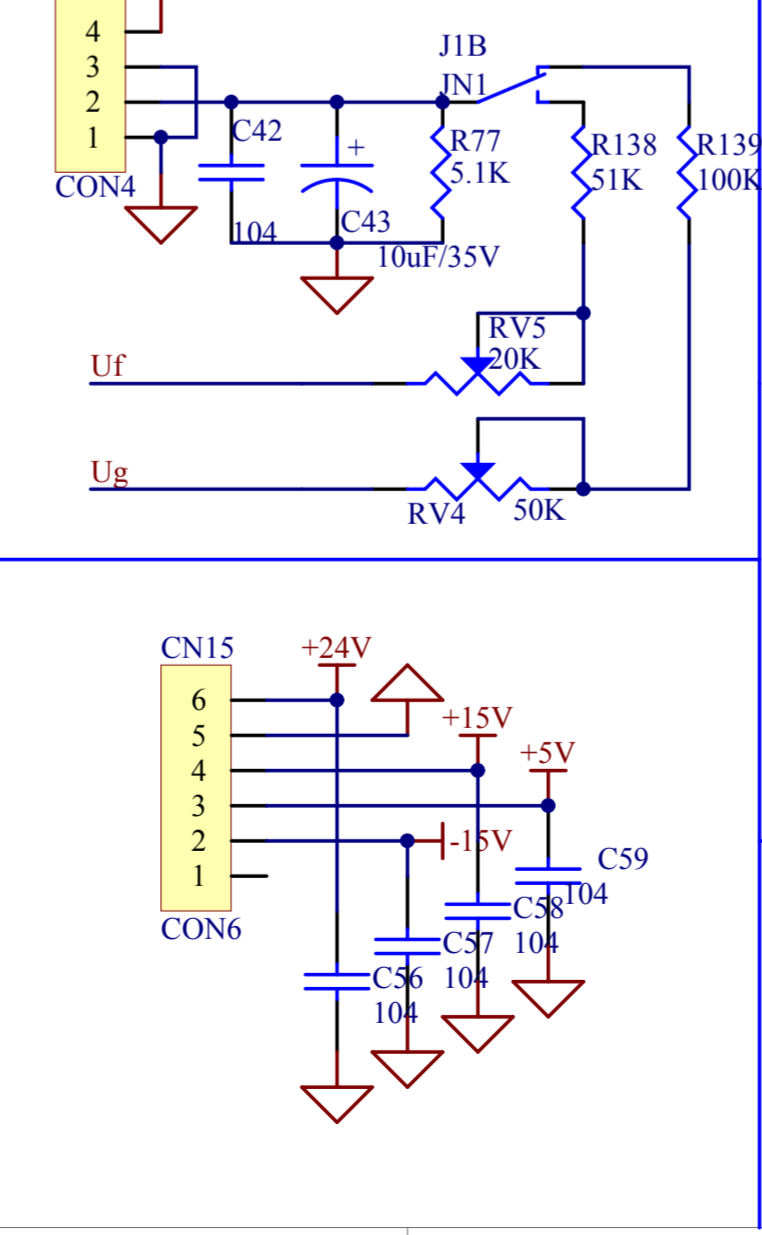 4
J1B
3
JN1
2
1
C42
+
R77
R138
R139
5.1K
51K
100K
CON4
C43
104
10uF/35V
RV5
Uf
20K
Ug
RV4
50K
CN15
+24V
6
+15V
5
+5V
4
3
2
-15V
1
C59
104
C58
CON6
C57
104
C56
104
104